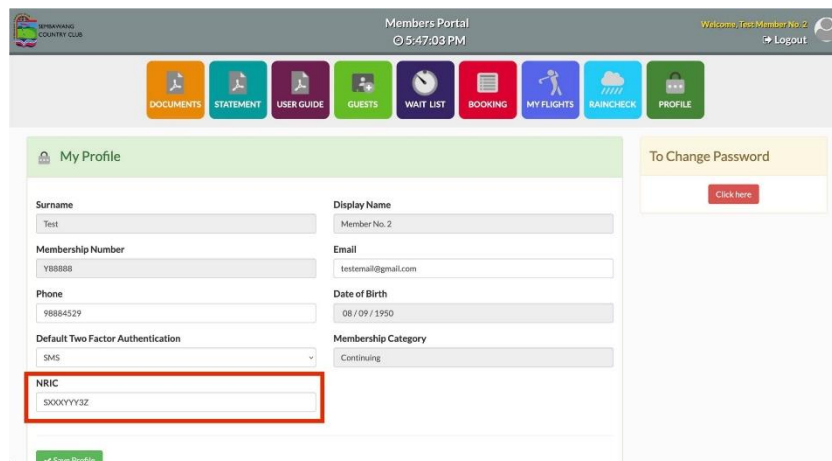 SEMBAWANG
COUNTRY CLUB
Members Portal
5:47:03 PM
Welcome, Test Member No. 2
Logout
DOCUMENTS
STATEMENT
USER GUIDE
GUESTS
WAIT LIST
BOOKING
MY FLIGHTS
RAINCHECK
PROFILE
My Profile
To Change Password
Click here
Surname
Display Name
Test
Member No. 2
Membership Number
Email
Y88888
testemail@gmail.com
Phone
Date of Birth
98884529
08 / 09 / 1950
Default Two Factor Authentication
Membership Category
SMS
Continuing
NRIC
SXXXYYY3Z
Save Profile